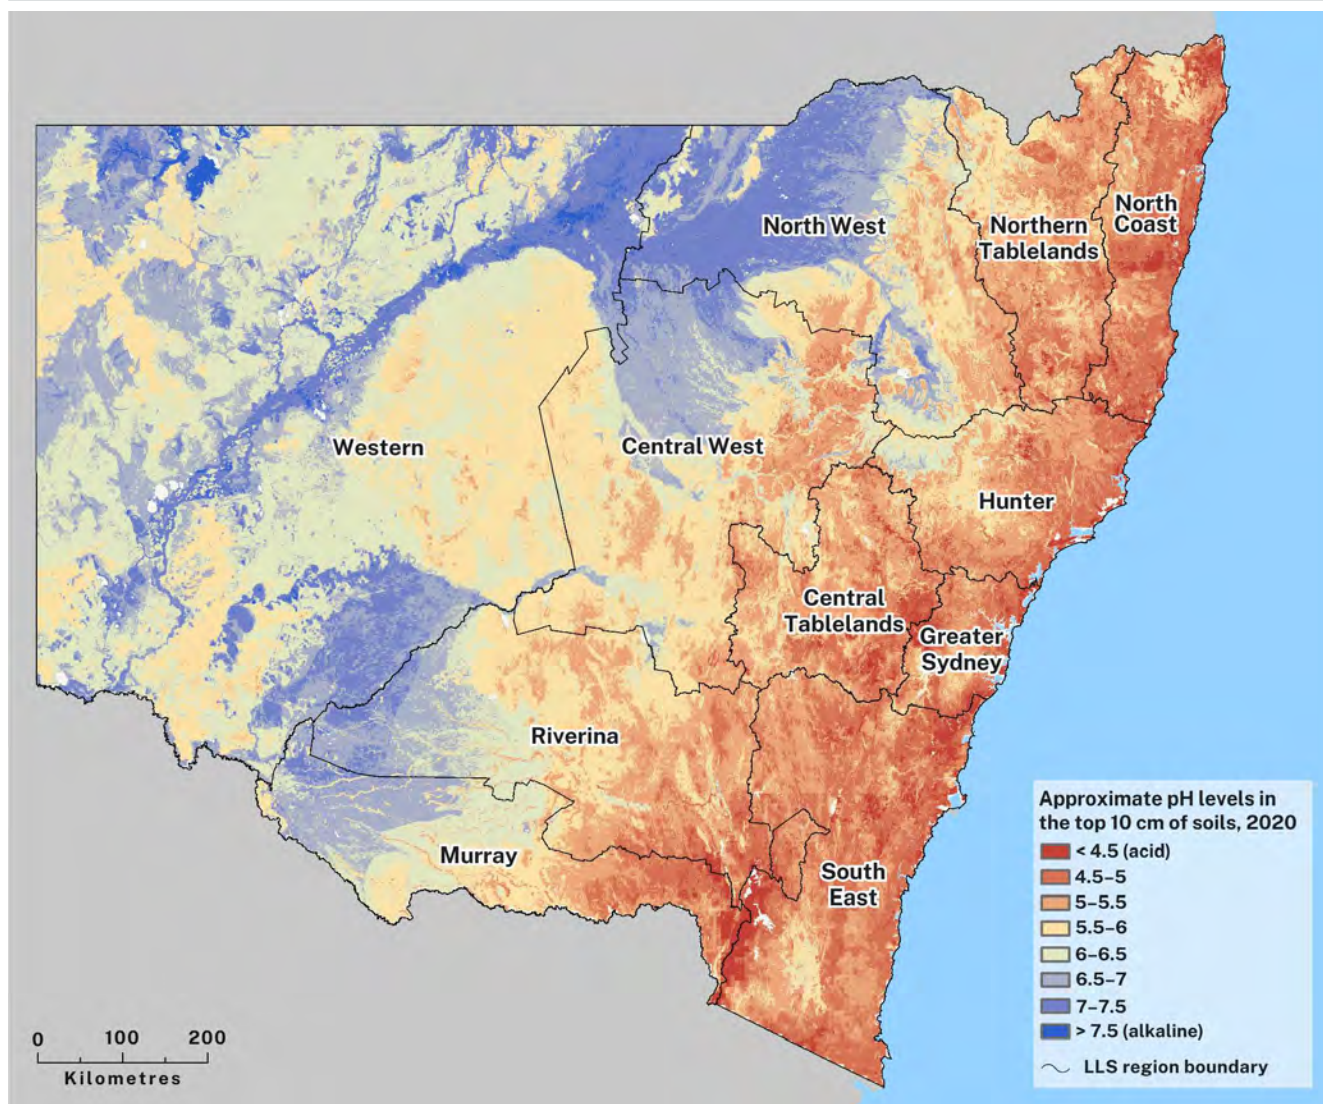 North West
Northern
Tablelands
North
Coast
Western
Central West
Hunter
Central
Tablelands
Greater
Sydney
Riverina
Murray
South
East
Approximate pH levels in
the top 10 cm of soils, 2020
< 4.5 (acid)
4.5–5
5–5.5
5.5–6
6–6.5
6.5–7
7–7.5
> 7.5 (alkaline)
LLS region boundary
0 100 200
Kilometres